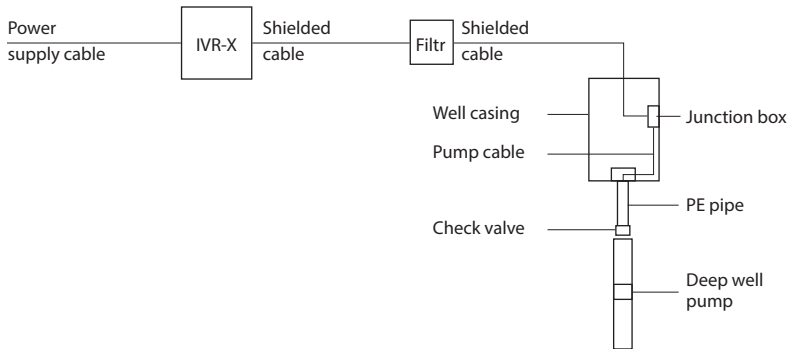 Power
supply cable
IVR-X
Shielded
cable
Filtr
Shielded
cable
Well casing
Junction box
Pump cable
PE pipe
Check valve
Deep well
pump